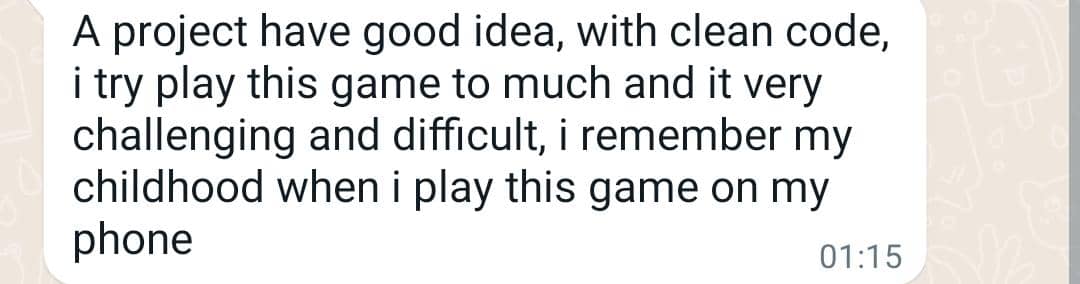 A project have good idea, with clean code,
i try play this game to much and it very
challenging and difficult, i remember my
childhood when i play this game on my
phone
01:15